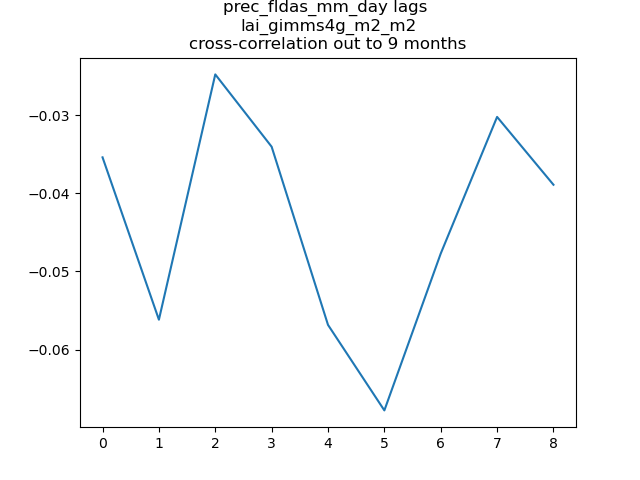 prec_fldas_mm_day lags
lai_gimms4g_m2_m2
cross-correlation out to 9 months
−0.03
−0.04
−0.05
−0.06
0 1 2 3 4 5 6 7 8